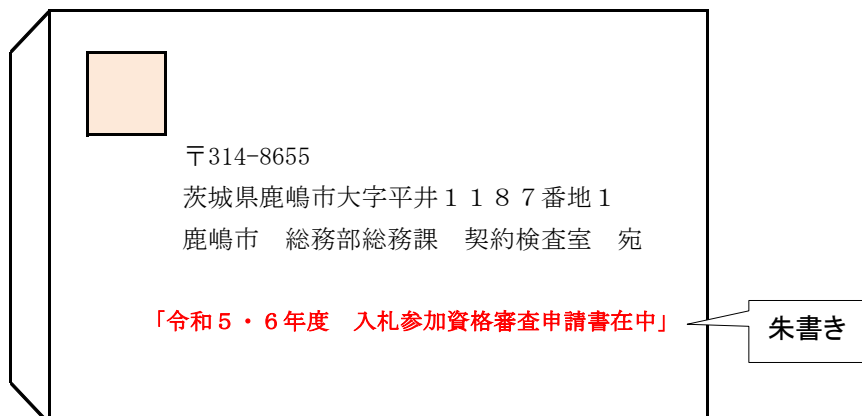 〒314-8655
茨城県鹿嶋市大字平井１１８７番地１
鹿嶋市　総務部総務課　契約検査室　宛
「令和５・６年度　入札参加資格審査申請書在中」
朱書き